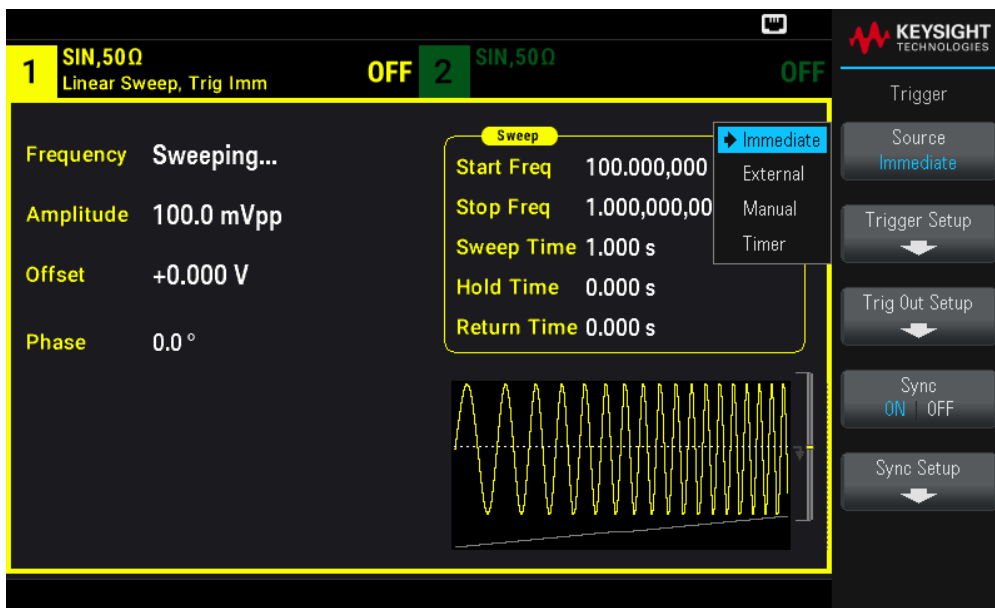 1
SIN,50Ω
Linear Sweep, Trig Imm
OFF
2
SIN,50Ω
OFF
Frequency Sweeping...
Amplitude 100.0 mVpp
Offset +0.000 V
Phase 0.0 °
Sweep
Start Freq 100.000,000
Stop Freq 1.000,000,00
Sweep Time 1.000 s
Hold Time 0.000 s
Return Time 0.000 s
Immediate
External
Manual
Timer
KEYSIGHT
TECHNOLOGIES
Trigger
Source
Immediate
Trigger Setup
Trig Out Setup
Sync
ON | OFF
Sync Setup